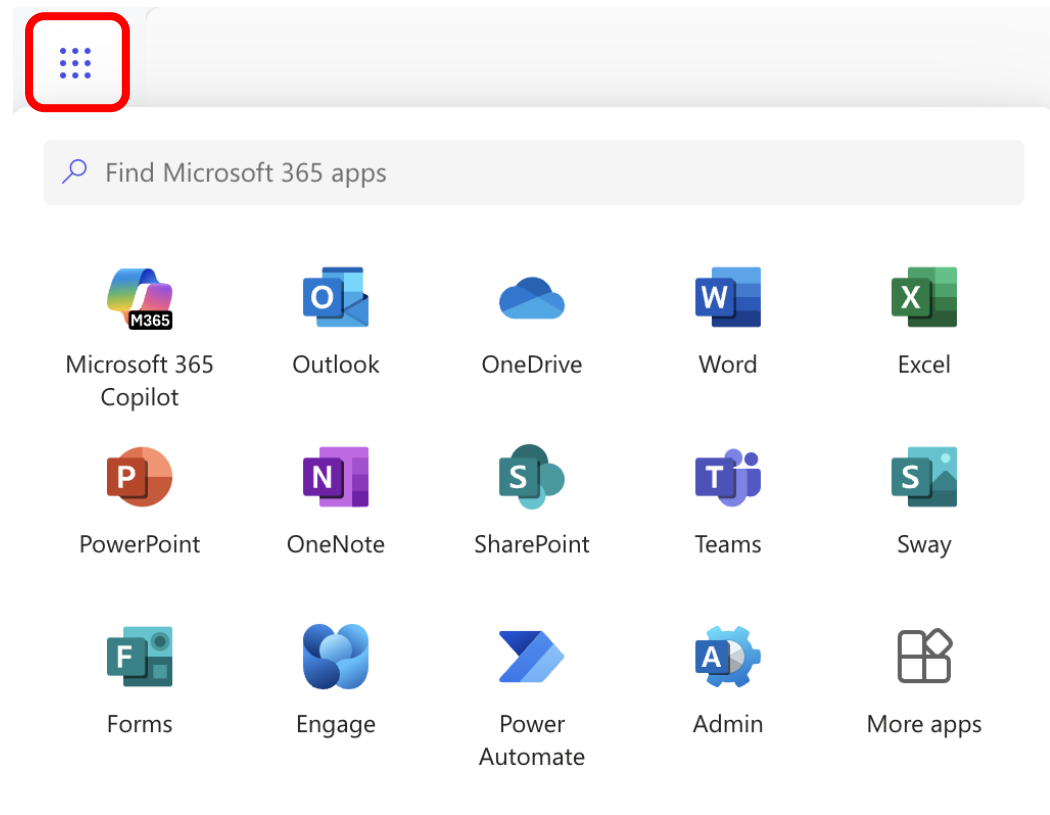 Find Microsoft 365 apps
M365
O
W
X
Microsoft 365 Copilot
Outlook
OneDrive
Word
Excel
P
N
S
T
S
PowerPoint
OneNote
SharePoint
Teams
Sway
F
A
Forms
Engage
Power Automate
Admin
More apps